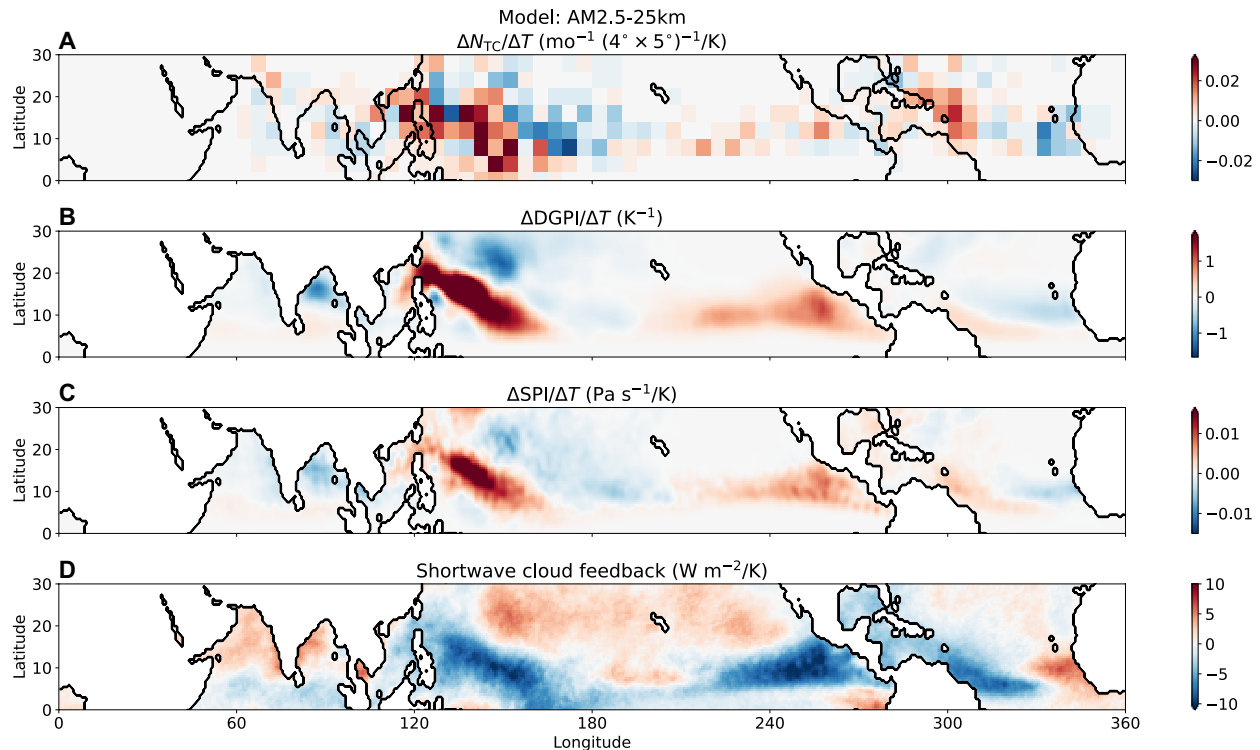 Model: AM2.5-25km
A
ΔN_TC/ΔT (mo⁻¹ (4° × 5°)⁻¹/K)
30
20
10
0
Latitude
0.02
0.00
−0.02
B
ΔDGPI/ΔT (K⁻¹)
30
20
10
0
Latitude
1
0
−1
C
ΔSPI/ΔT (Pa s⁻¹/K)
30
20
10
0
Latitude
0.01
0.00
−0.01
D
Shortwave cloud feedback (W m⁻²/K)
30
20
10
0
Latitude
10
5
0
−5
−10
0 60 120 180 240 300 360
Longitude